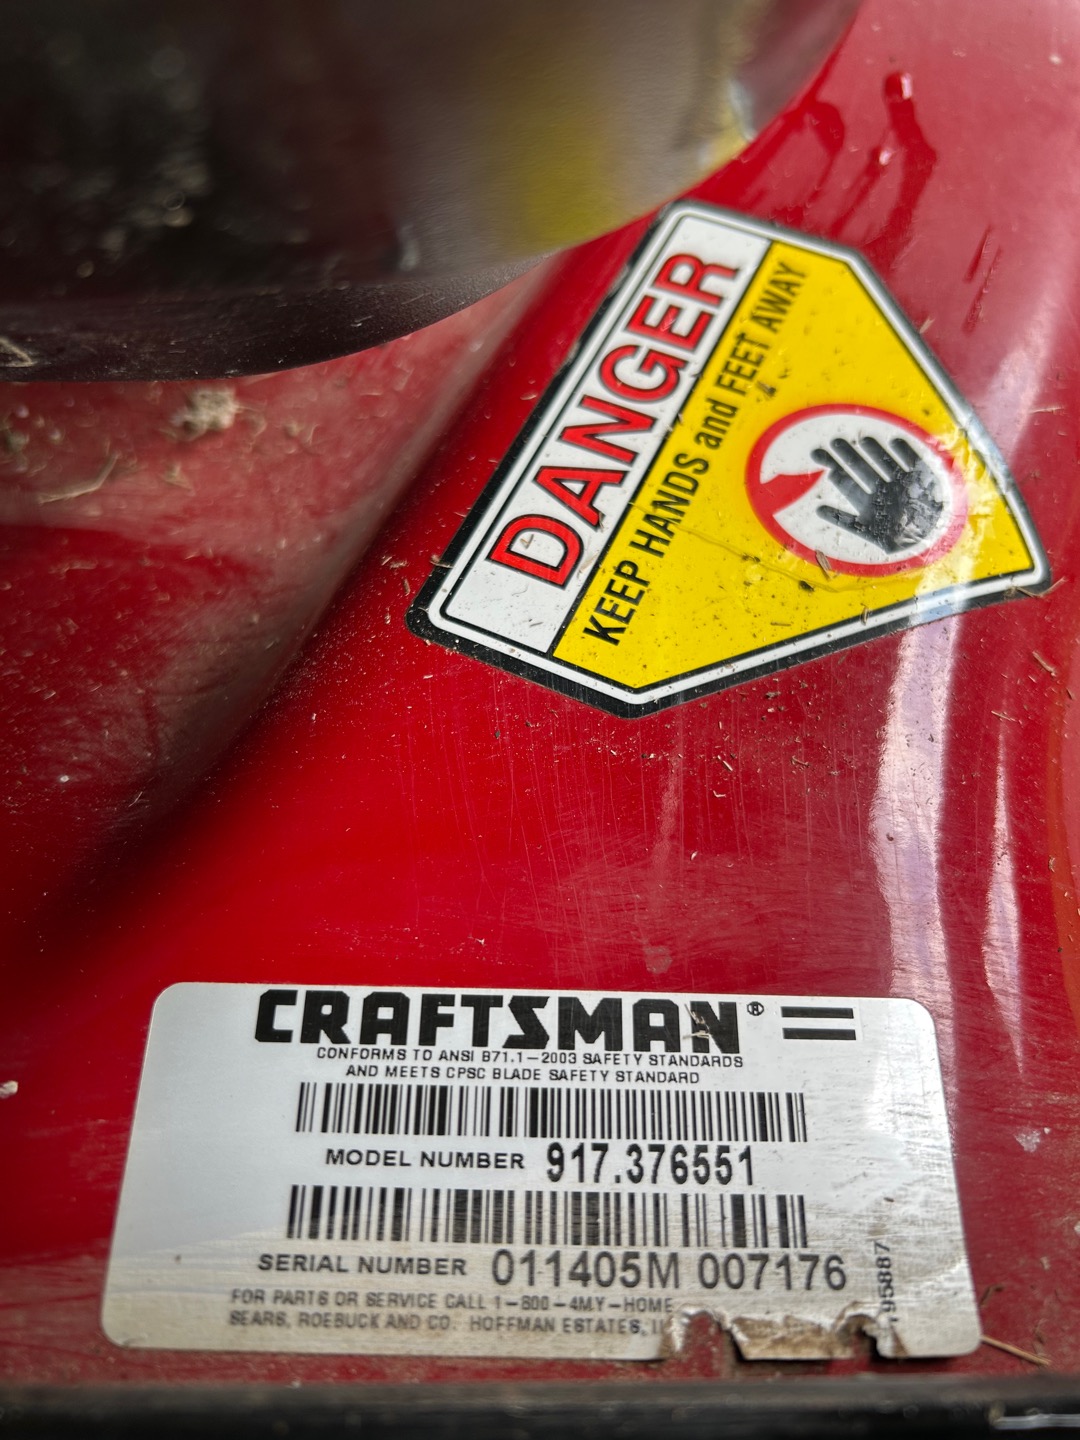 DANGER
KEEP HANDS and FEET AWAY
CRAFTSMAN®
CONFORMS TO ANSI B71.1-2003 SAFETY STANDARDS
AND MEETS CPSC BLADE SAFETY STANDARD
MODEL NUMBER 917.376551
SERIAL NUMBER 011405M 007176
FOR PARTS OR SERVICE CALL 1-800-4MY-HOME
SEARS, ROEBUCK AND CO. HOFFMAN ESTATES,